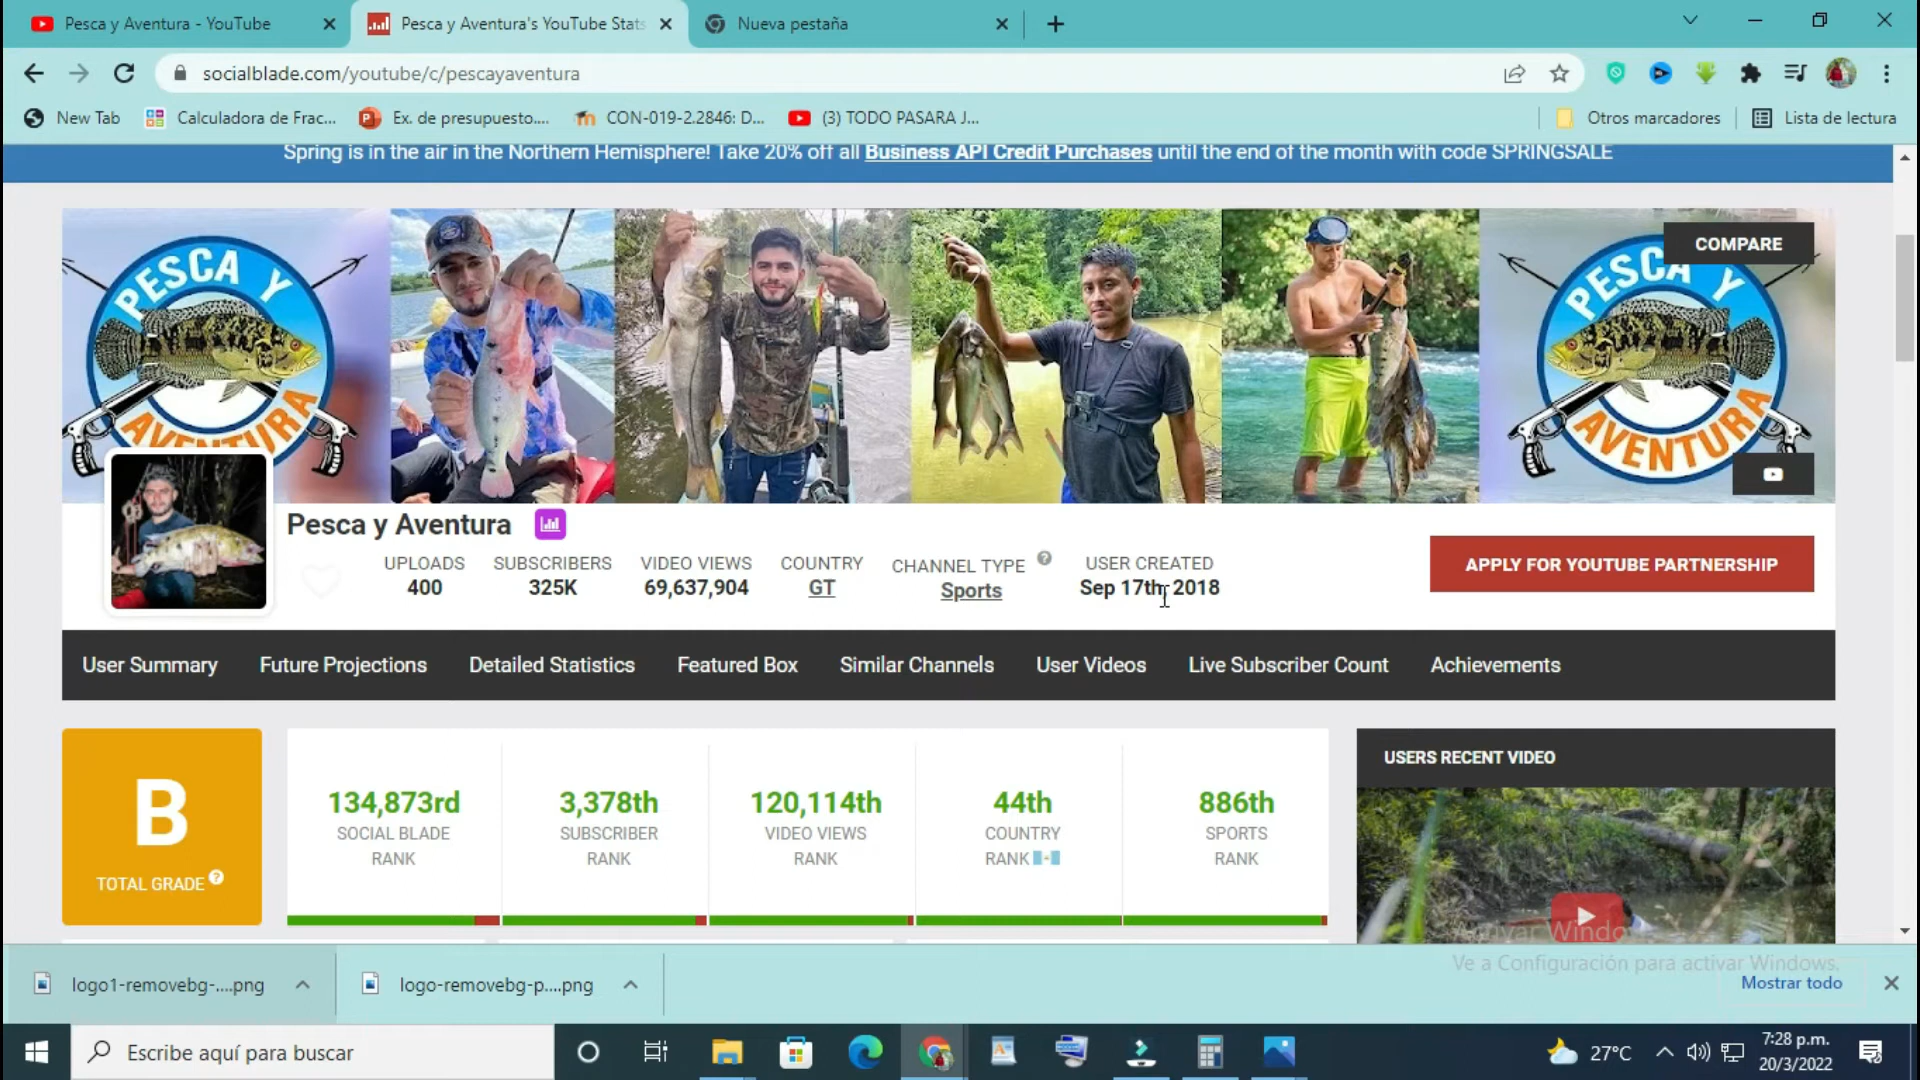 Pesca y Aventura - YouTube
Pesca y Aventura's YouTube Stats
Nueva pestaña
socialblade.com/youtube/c/pescayaventura
New Tab
Calculadora de Frac...
Ex. de presupuesto....
CON-019-2.2846: D...
(3) TODO PASARA J...
Otros marcadores
Lista de lectura
Spring is in the air in the Northern Hemisphere! Take 20% off all Business API Credit Purchases until the end of the month with code SPRINGSALE
PESCA Y
AVENTURA
PESCA Y
AVENTURA
COMPARE
Pesca y Aventura
UPLOADS
400
SUBSCRIBERS
325K
VIDEO VIEWS
69,637,904
COUNTRY
GT
CHANNEL TYPE ?
Sports
USER CREATED
Sep 17th, 2018
APPLY FOR YOUTUBE PARTNERSHIP
User Summary
Future Projections
Detailed Statistics
Featured Box
Similar Channels
User Videos
Live Subscriber Count
Achievements
B
TOTAL GRADE ?
134,873rd
SOCIAL BLADE
RANK
3,378th
SUBSCRIBER
RANK
120,114th
VIDEO VIEWS
RANK
44th
COUNTRY
RANK
886th
SPORTS
RANK
USERS RECENT VIDEO
Activar Windows
Ve a Configuración para activar Windows.
logo1-removebg-....png
logo-removebg-p....png
Mostrar todo
Escribe aquí para buscar
27°C
7:28 p.m.
20/3/2022